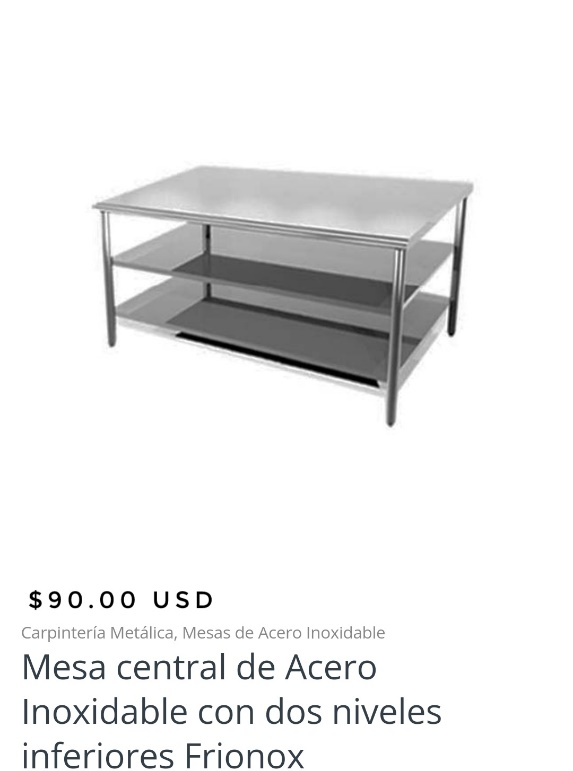 $90.00 USD
Carpintería Metálica, Mesas de Acero Inoxidable
Mesa central de Acero
Inoxidable con dos niveles
inferiores Frionox